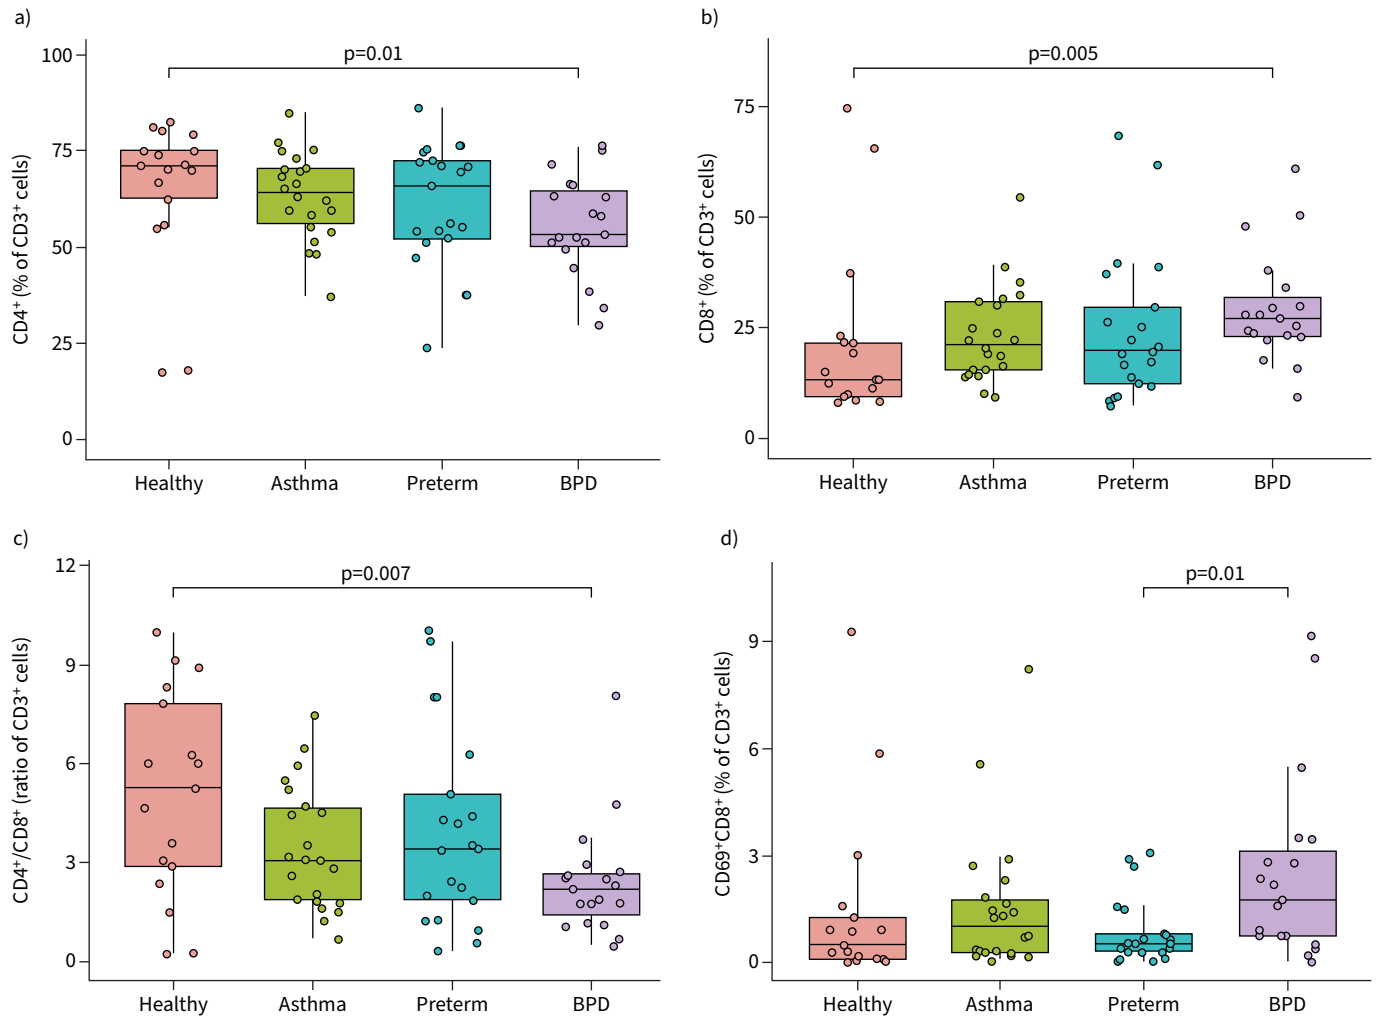 a)
CD4⁺ (% of CD3⁺ cells)
100
75
50
25
0
p=0.01
Healthy Asthma Preterm BPD
b)
CD8⁺ (% of CD3⁺ cells)
75
50
25
0
p=0.005
Healthy Asthma Preterm BPD
c)
CD4⁺/CD8⁺ (ratio of CD3⁺ cells)
12
9
6
3
0
p=0.007
Healthy Asthma Preterm BPD
d)
CD69⁺CD8⁺ (% of CD3⁺ cells)
9
6
3
0
p=0.01
Healthy Asthma Preterm BPD